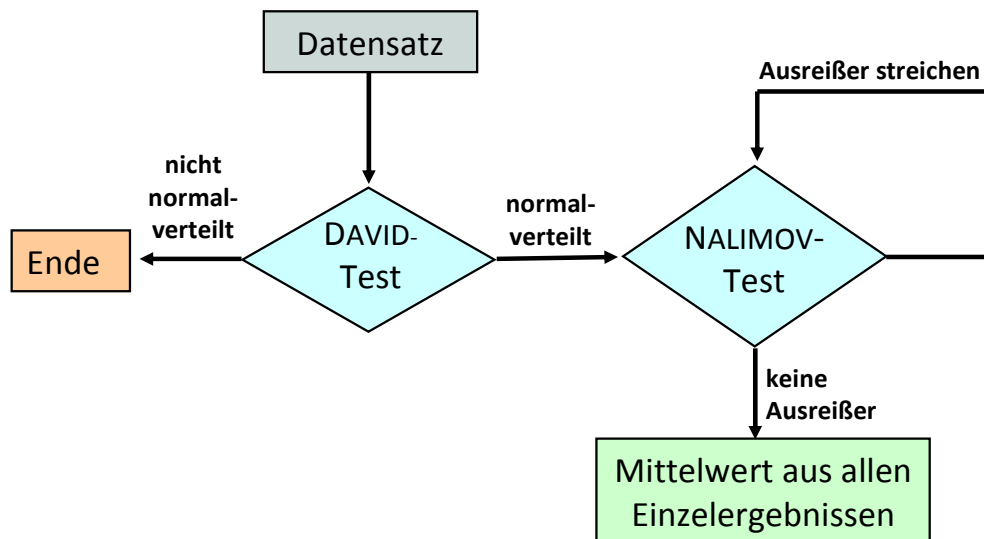 Datensatz
Ausreißer streichen
nicht
normal-
verteilt
normal-
verteilt
DAVID-
Test
NALIMOV-
Test
Ende
keine
Ausreißer
Mittelwert aus allen
Einzelergebnissen